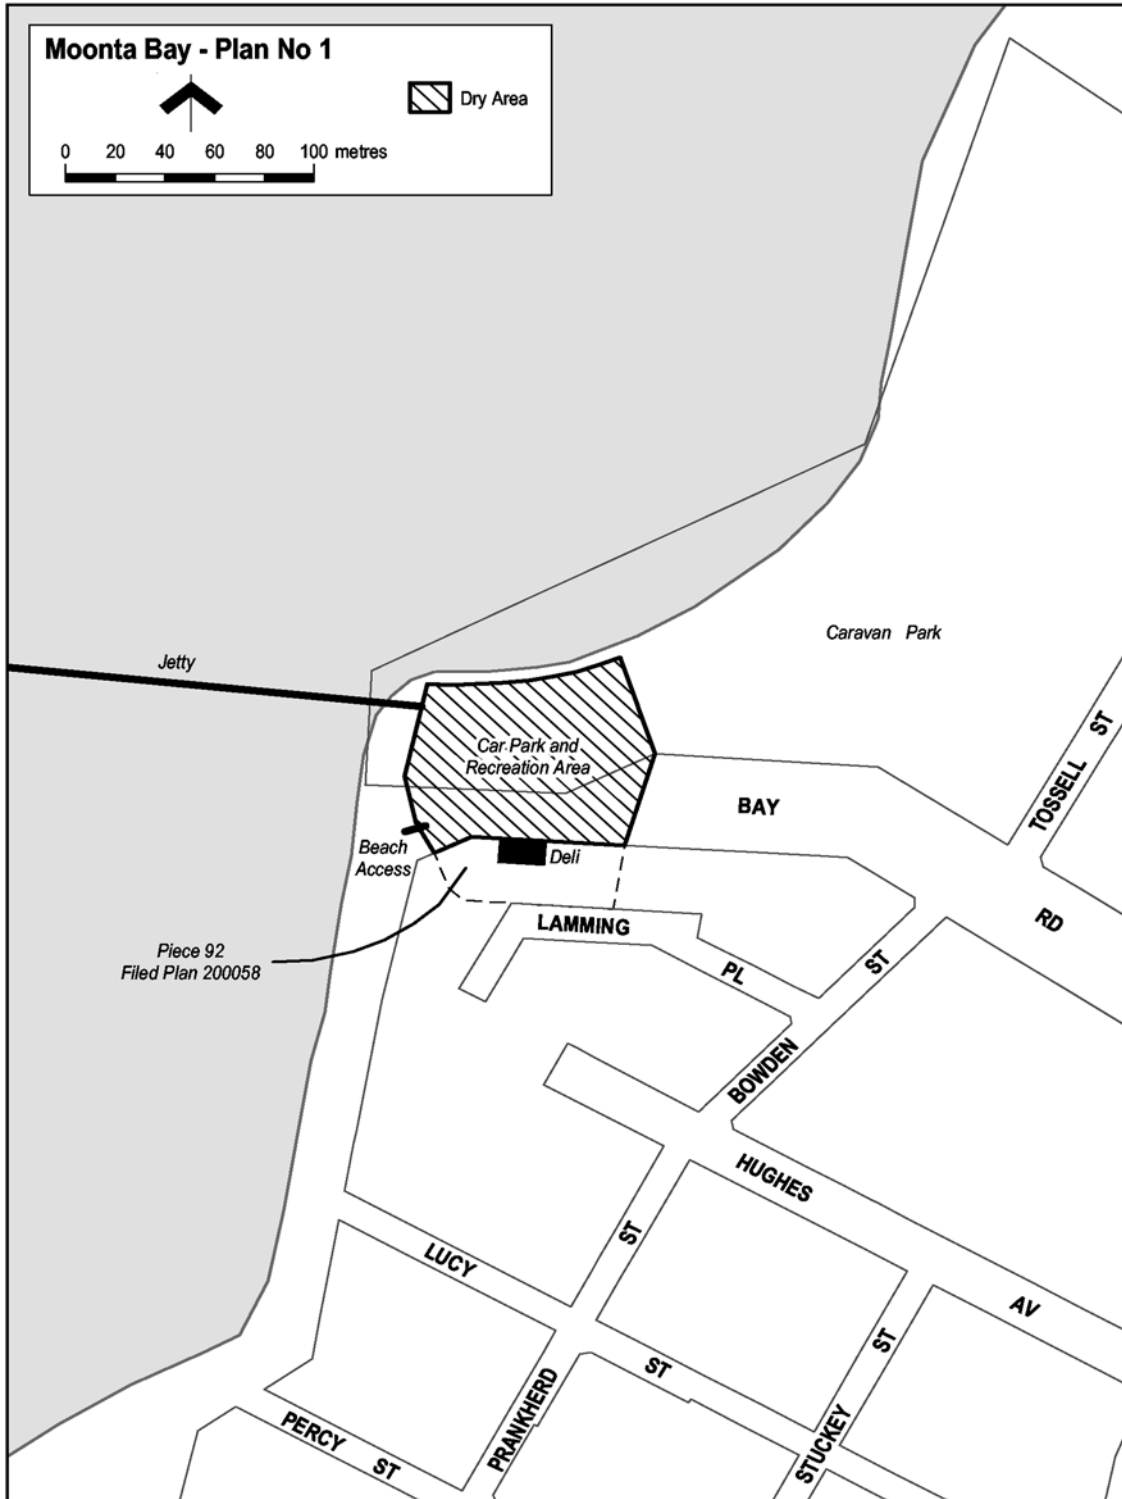 Moonta Bay - Plan No 1
Dry Area
0 20 40 60 80 100 metres
Caravan Park
Jetty
TOSSELL ST
Car Park and
Recreation Area
BAY
RD
Beach
Access
Deli
LAMMING
PL
Piece 92
Filed Plan 200058
BOWDEN ST
HUGHES
AV
LUCY
ST
PRANKHERD ST
STUCKEY ST
PERCY ST